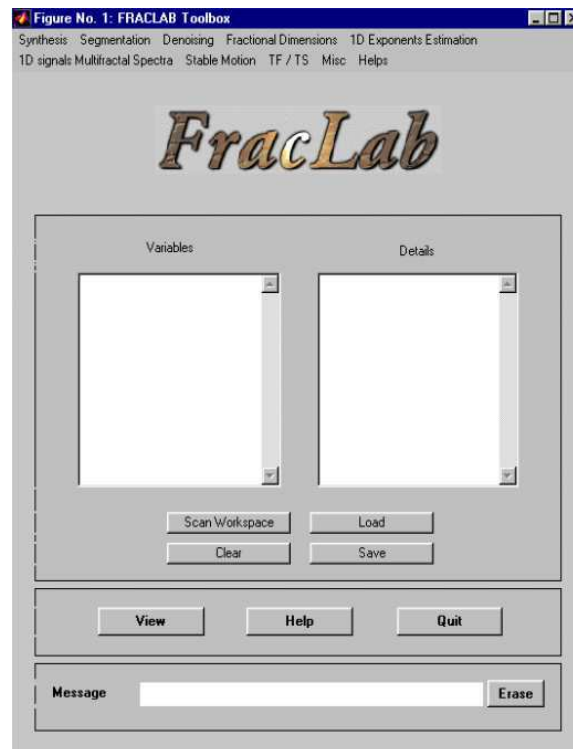 Figure No. 1: FRACLAB Toolbox
Synthesis Segmentation Denoising Fractional Dimensions 1D Exponents Estimation
1D signals Multifractal Spectra Stable Motion TF / TS Misc Helps
FracLab
Variables Details
Scan Workspace Load
Clear Save
View Help Quit
Message Erase